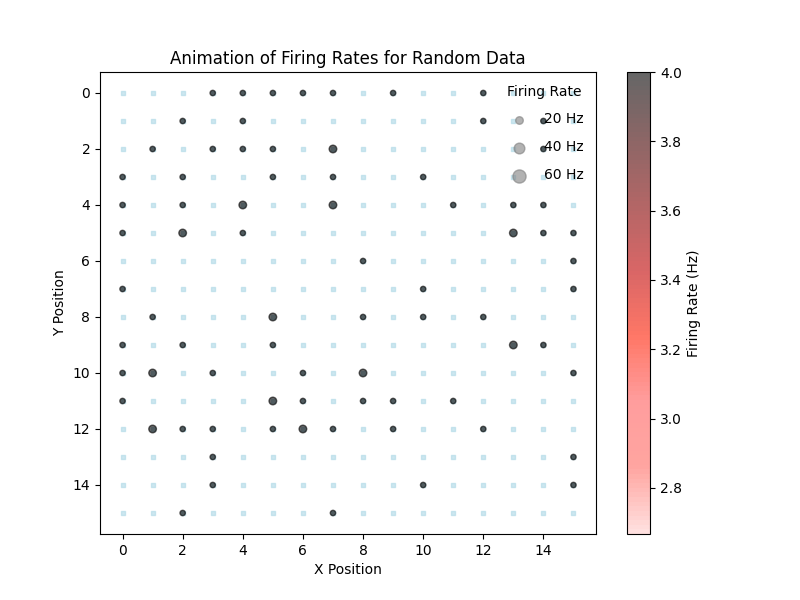 Animation of Firing Rates for Random Data
Firing Rate
20 Hz
40 Hz
60 Hz
0
2
4
6
8
10
12
14
Y Position
0 2 4 6 8 10 12 14
X Position
4.0
3.8
3.6
3.4
3.2
3.0
2.8
Firing Rate (Hz)